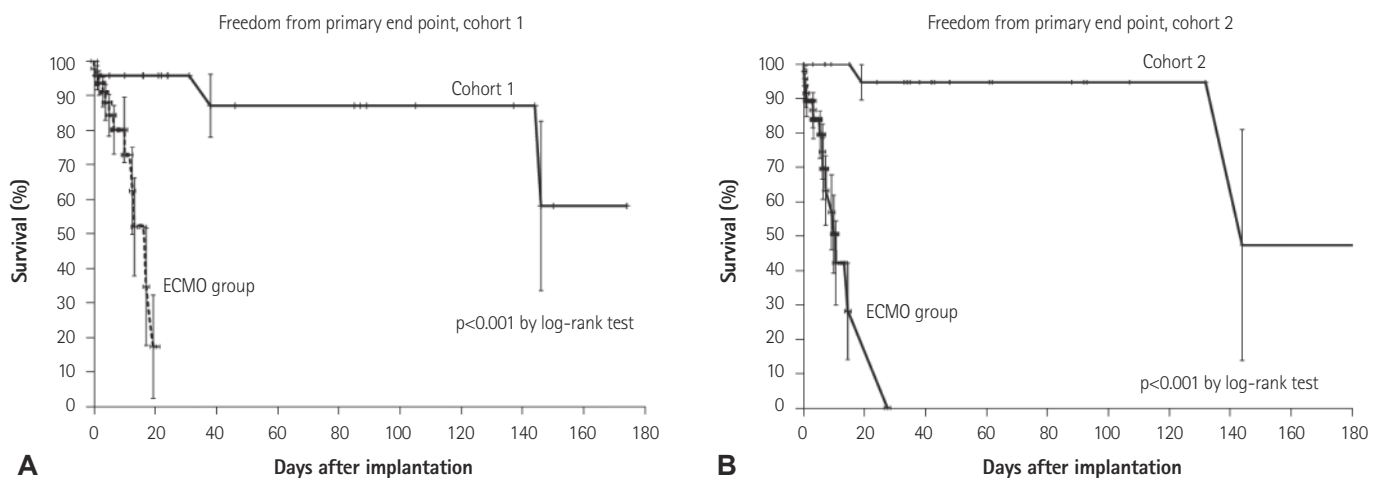 Freedom from primary end point, cohort 1
100
90
80
70
60
50
40
30
20
10
0
Survival (%)
Cohort 1
ECMO group
p<0.001 by log-rank test
0 20 40 60 80 100 120 140 160 180
Days after implantation
A
Freedom from primary end point, cohort 2
100
90
80
70
60
50
40
30
20
10
0
Survival (%)
Cohort 2
ECMO group
p<0.001 by log-rank test
0 20 40 60 80 100 120 140 160 180
Days after implantation
B